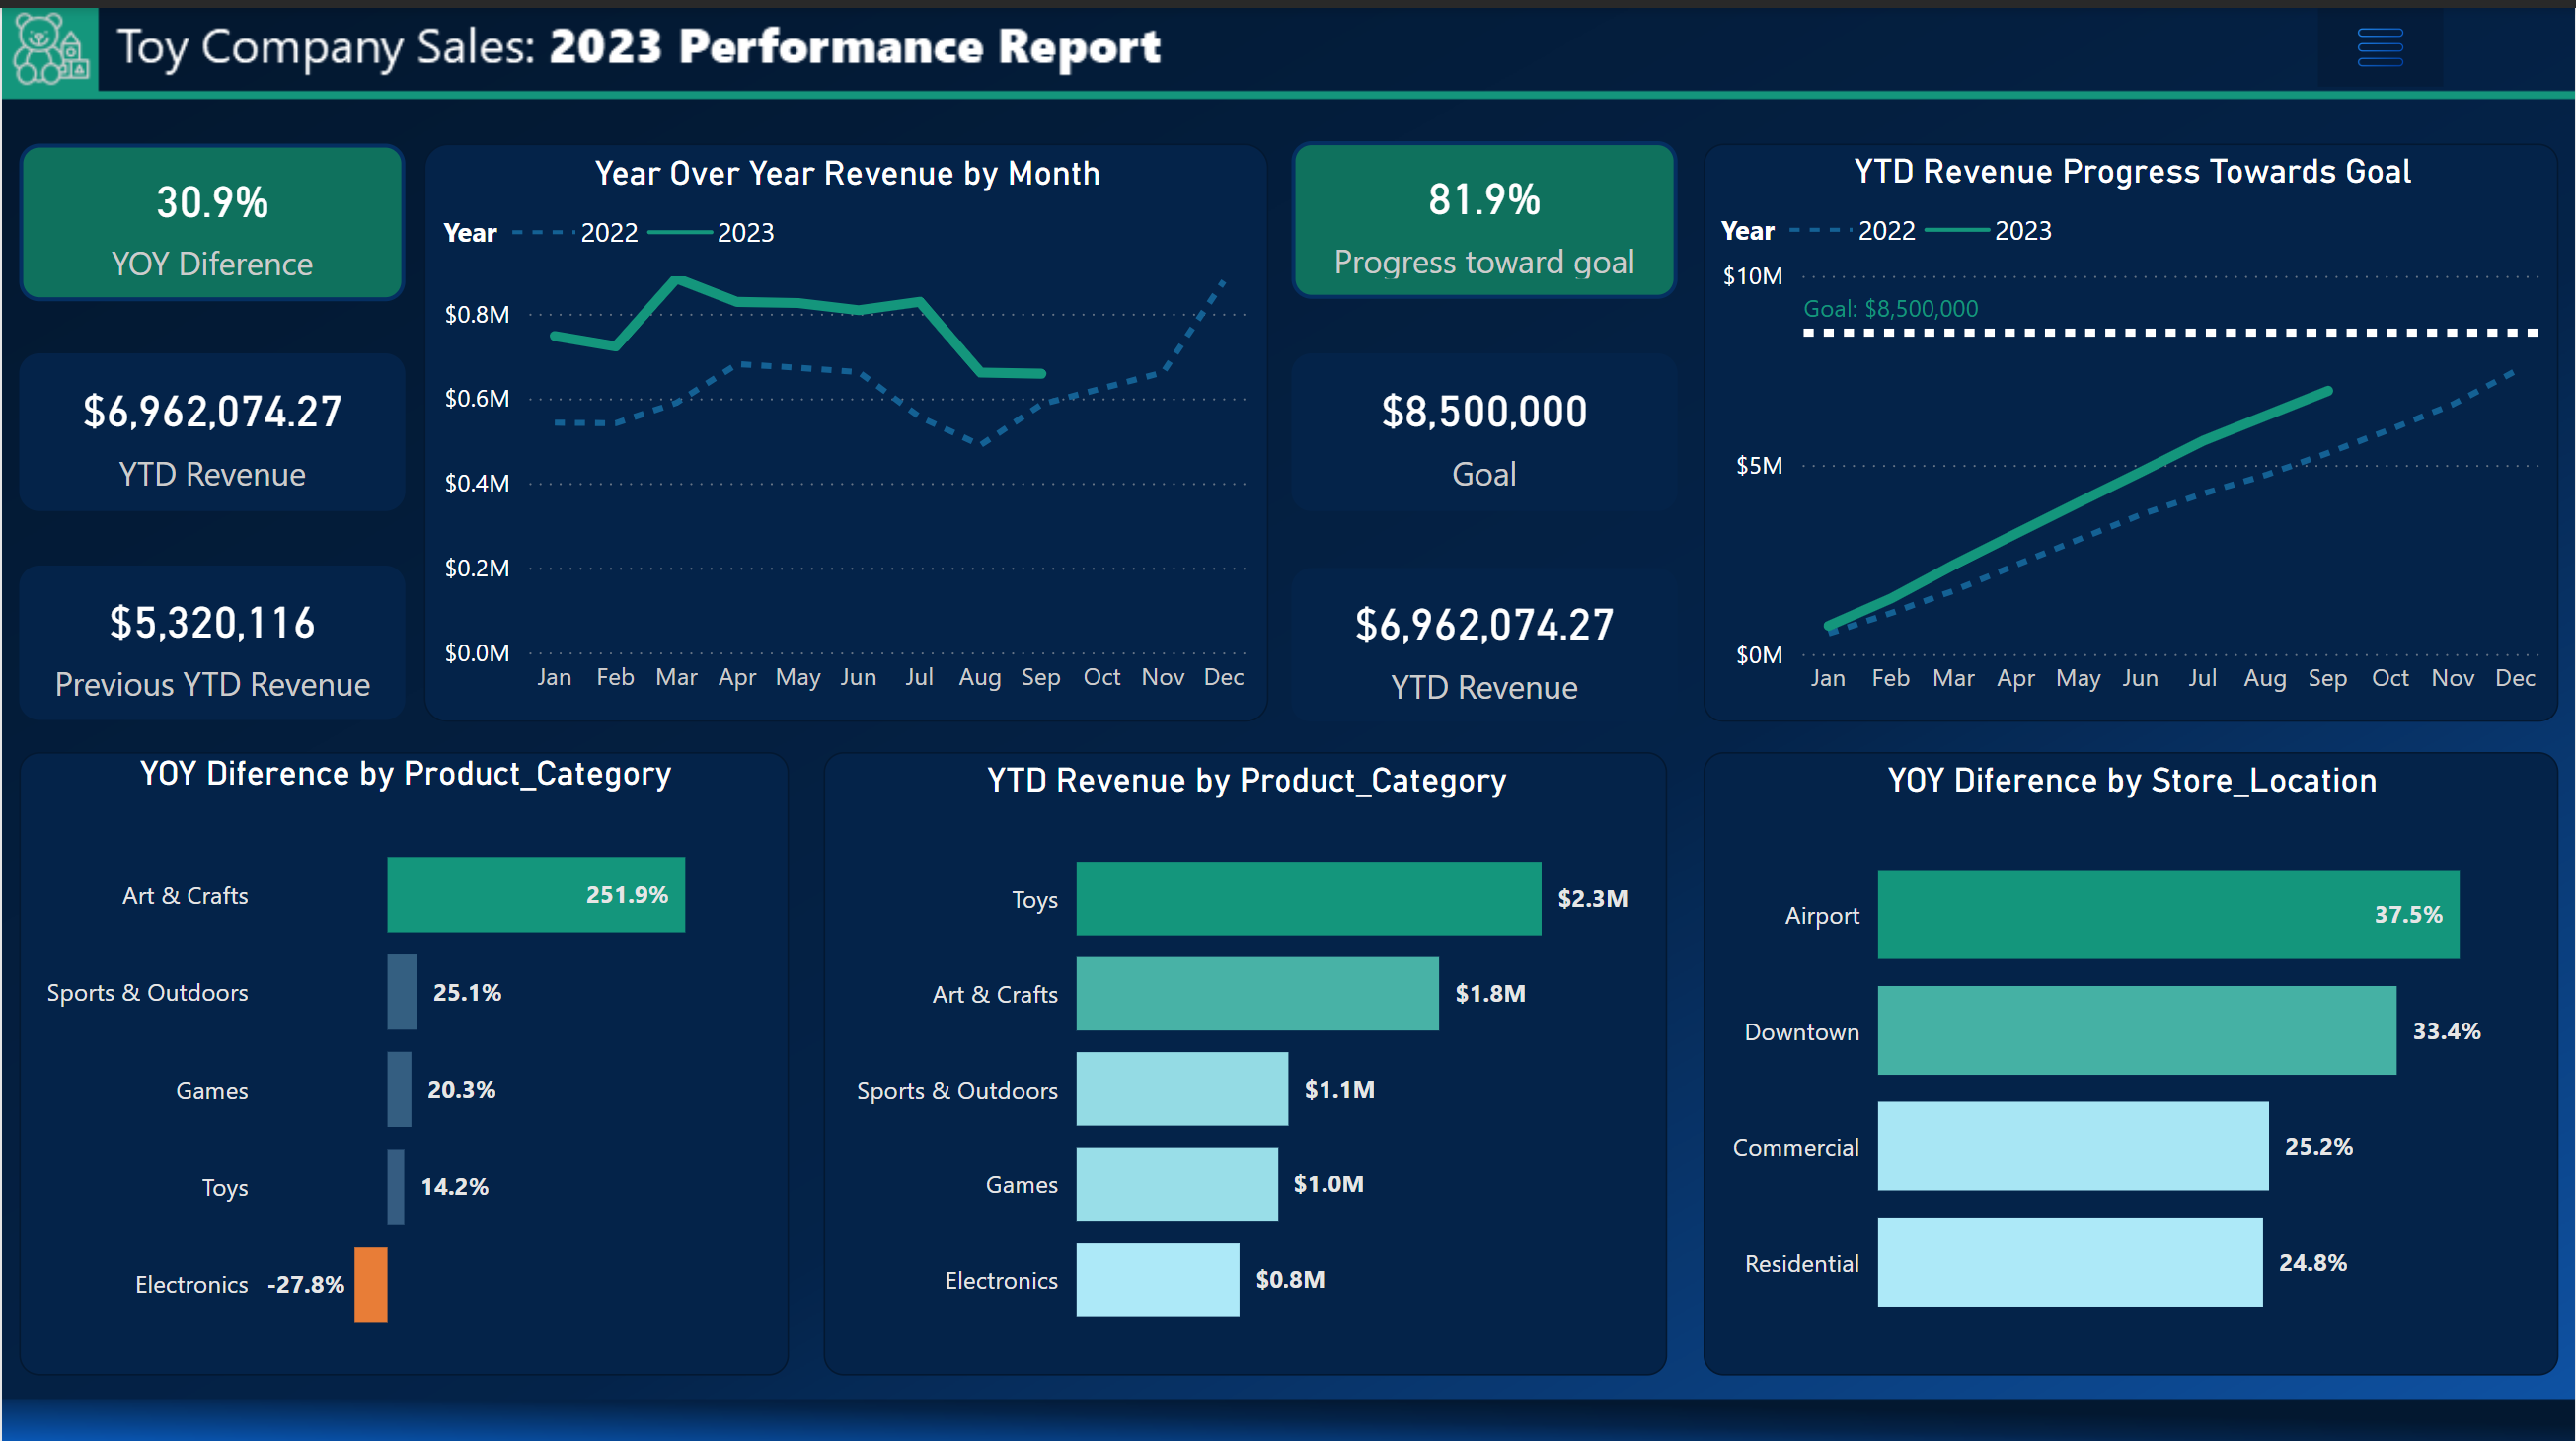 Toy Company Sales: 2023 Performance Report
30.9%
YOY Diference
$6,962,074.27
YTD Revenue
$5,320,116
Previous YTD Revenue
Year Over Year Revenue by Month
Year 2022 2023
$0.8M
$0.6M
$0.4M
$0.2M
$0.0M
Jan Feb Mar Apr May Jun Jul Aug Sep Oct Nov Dec
81.9%
Progress toward goal
$8,500,000
Goal
$6,962,074.27
YTD Revenue
YTD Revenue Progress Towards Goal
Year 2022 2023
$10M
Goal: $8,500,000
$5M
$0M
Jan Feb Mar Apr May Jun Jul Aug Sep Oct Nov Dec
YOY Diference by Product_Category
Art & Crafts 251.9%
Sports & Outdoors 25.1%
Games 20.3%
Toys 14.2%
Electronics -27.8%
YTD Revenue by Product_Category
Toys $2.3M
Art & Crafts $1.8M
Sports & Outdoors $1.1M
Games $1.0M
Electronics $0.8M
YOY Diference by Store_Location
Airport 37.5%
Downtown 33.4%
Commercial 25.2%
Residential 24.8%